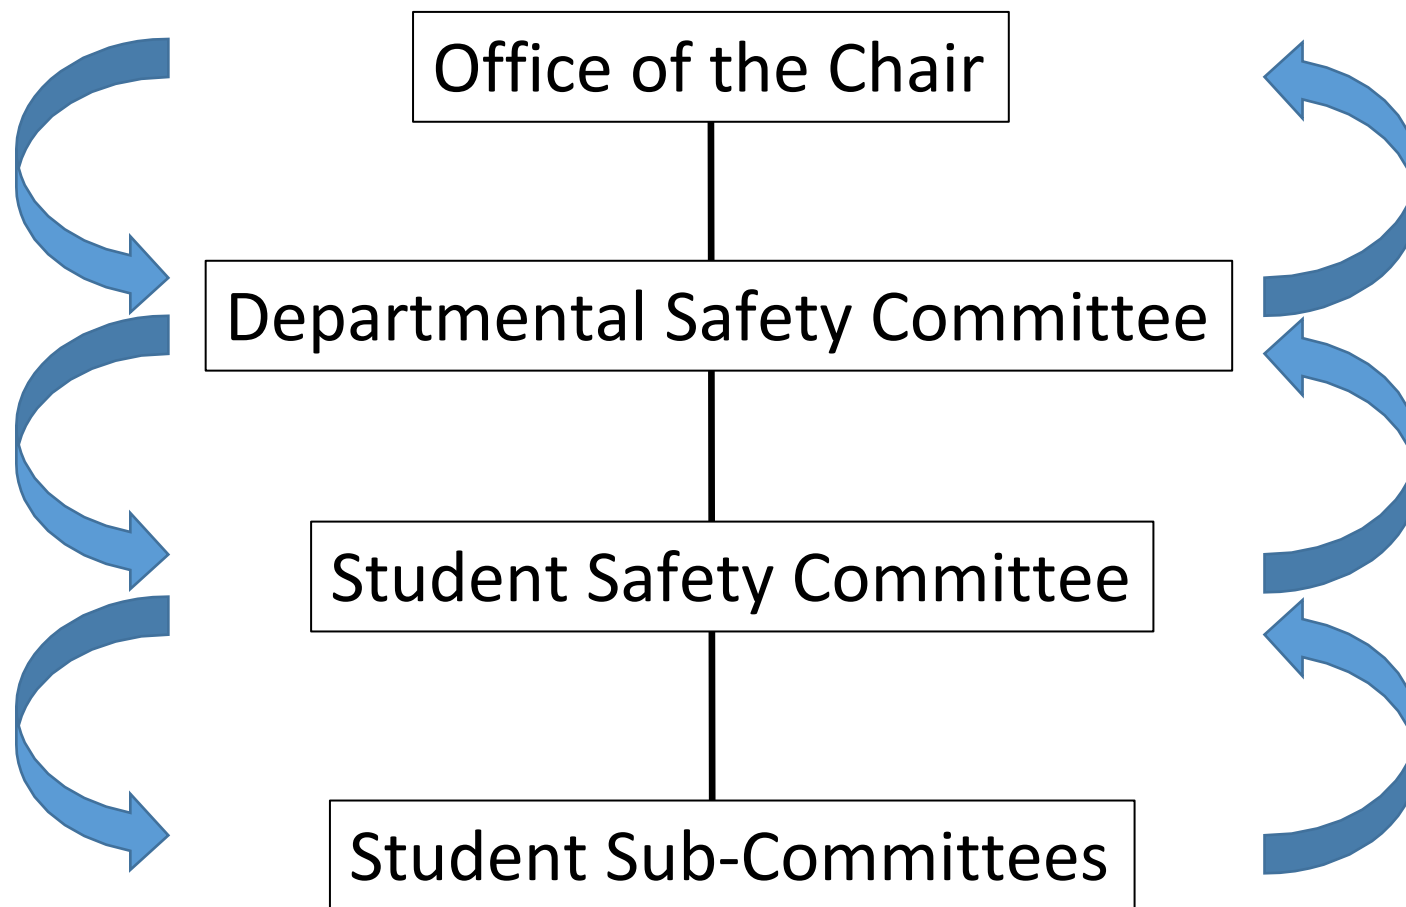 Office of the Chair
Departmental Safety Committee
Student Safety Committee
Student Sub-Committees